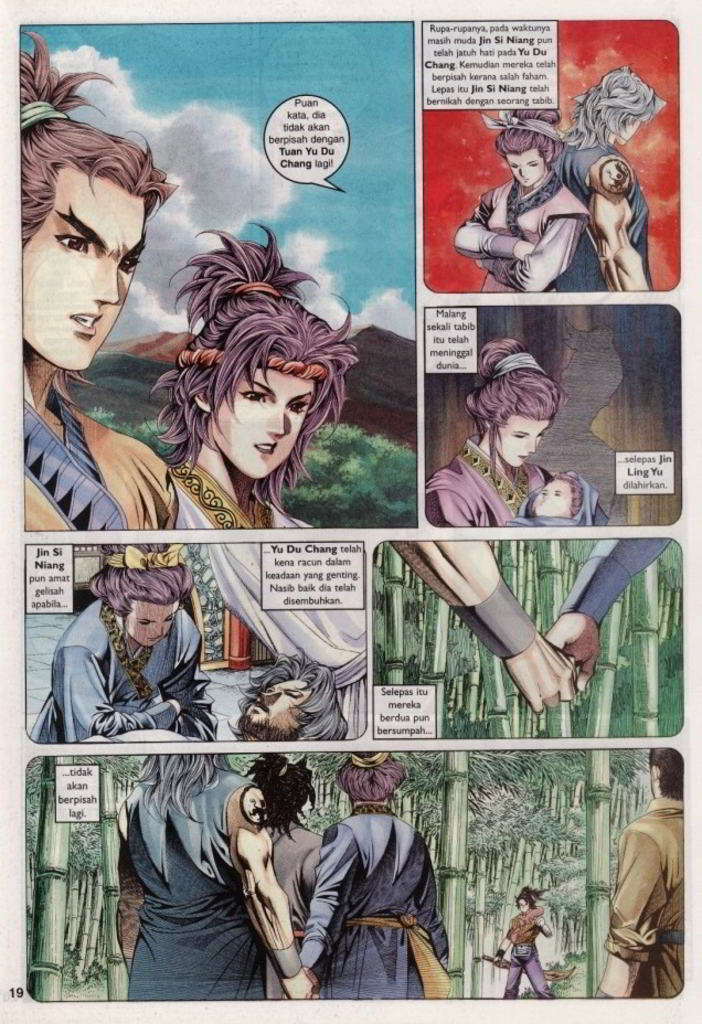 Puan
kata, dia
tidak akan
berpisah dengan
Tuan Yu Du
Chang lagi!
Rupa-rupanya, pada waktunya
masih muda Jin Si Niang pun
telah jatuh hati pada Yu Du
Chang. Kemudian mereka telah
berpisah kerana salah faham.
Lepas itu Jin Si Niang telah
bernikah dengan seorang tabib.
Malang
sekali tabib
itu telah
meninggal
dunia...
...selepas Jin
Ling Yu
dilahirkan.
Jin Si
Niang
pun amat
gelisah
apabila...
...Yu Du Chang telah
kena racun dalam
keadaan yang genting.
Nasib baik dia telah
disembuhkan.
Selepas itu
mereka
berdua pun
bersumpah...
...tidak
akan
berpisah
lagi.
19